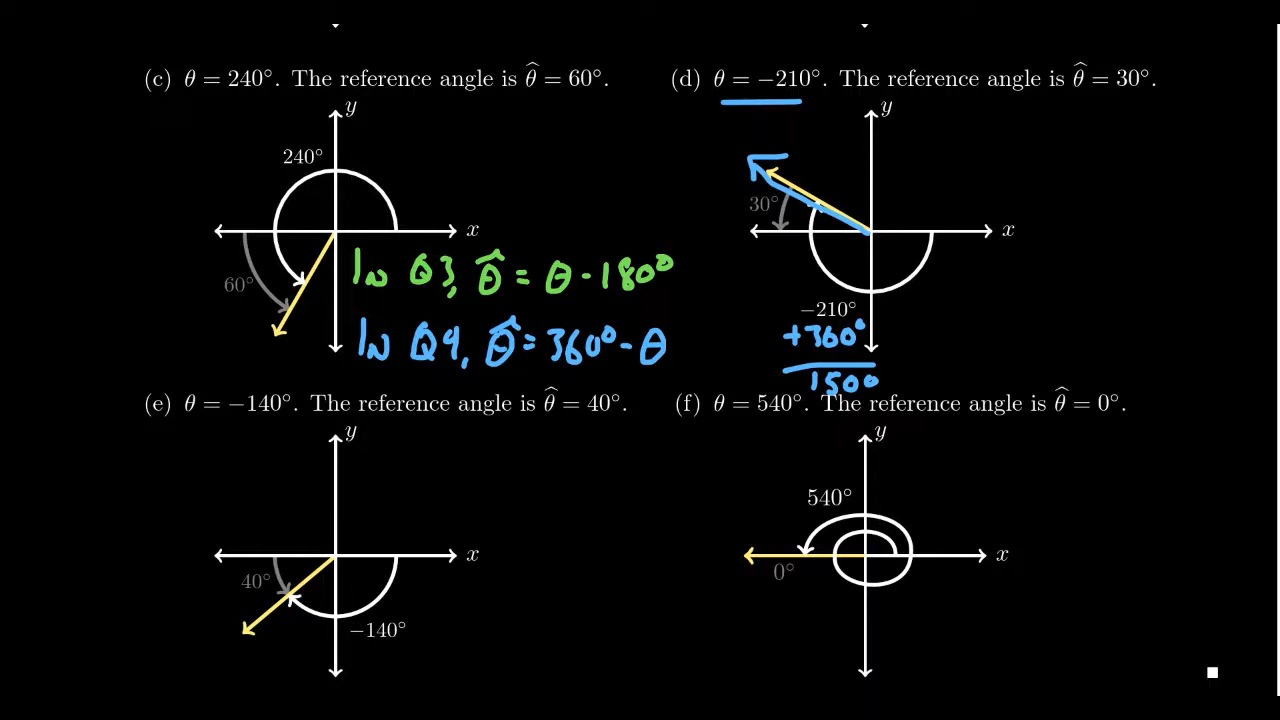 (c) θ = 240°. The reference angle is θ̂ = 60°.
y
240°
x
60°
In Q3, θ̂ = θ - 180°
In Q4, θ̂ = 360° - θ
(d) θ = −210°. The reference angle is θ̂ = 30°.
y
30°
x
−210°
+360°
150°
(e) θ = −140°. The reference angle is θ̂ = 40°.
y
x
40°
−140°
(f) θ = 540°. The reference angle is θ̂ = 0°.
y
540°
x
0°